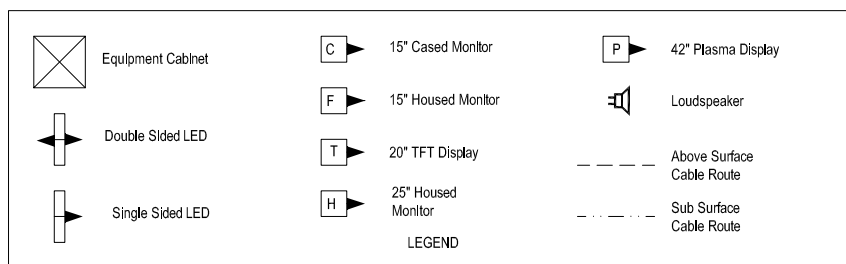 Equipment Cabinet
Double Sided LED
Single Sided LED
C
15" Cased Monitor
F
15" Housed Monitor
T
20" TFT Display
H
25" Housed
Monitor
LEGEND
P
42" Plasma Display
Loudspeaker
Above Surface
Cable Route
Sub Surface
Cable Route